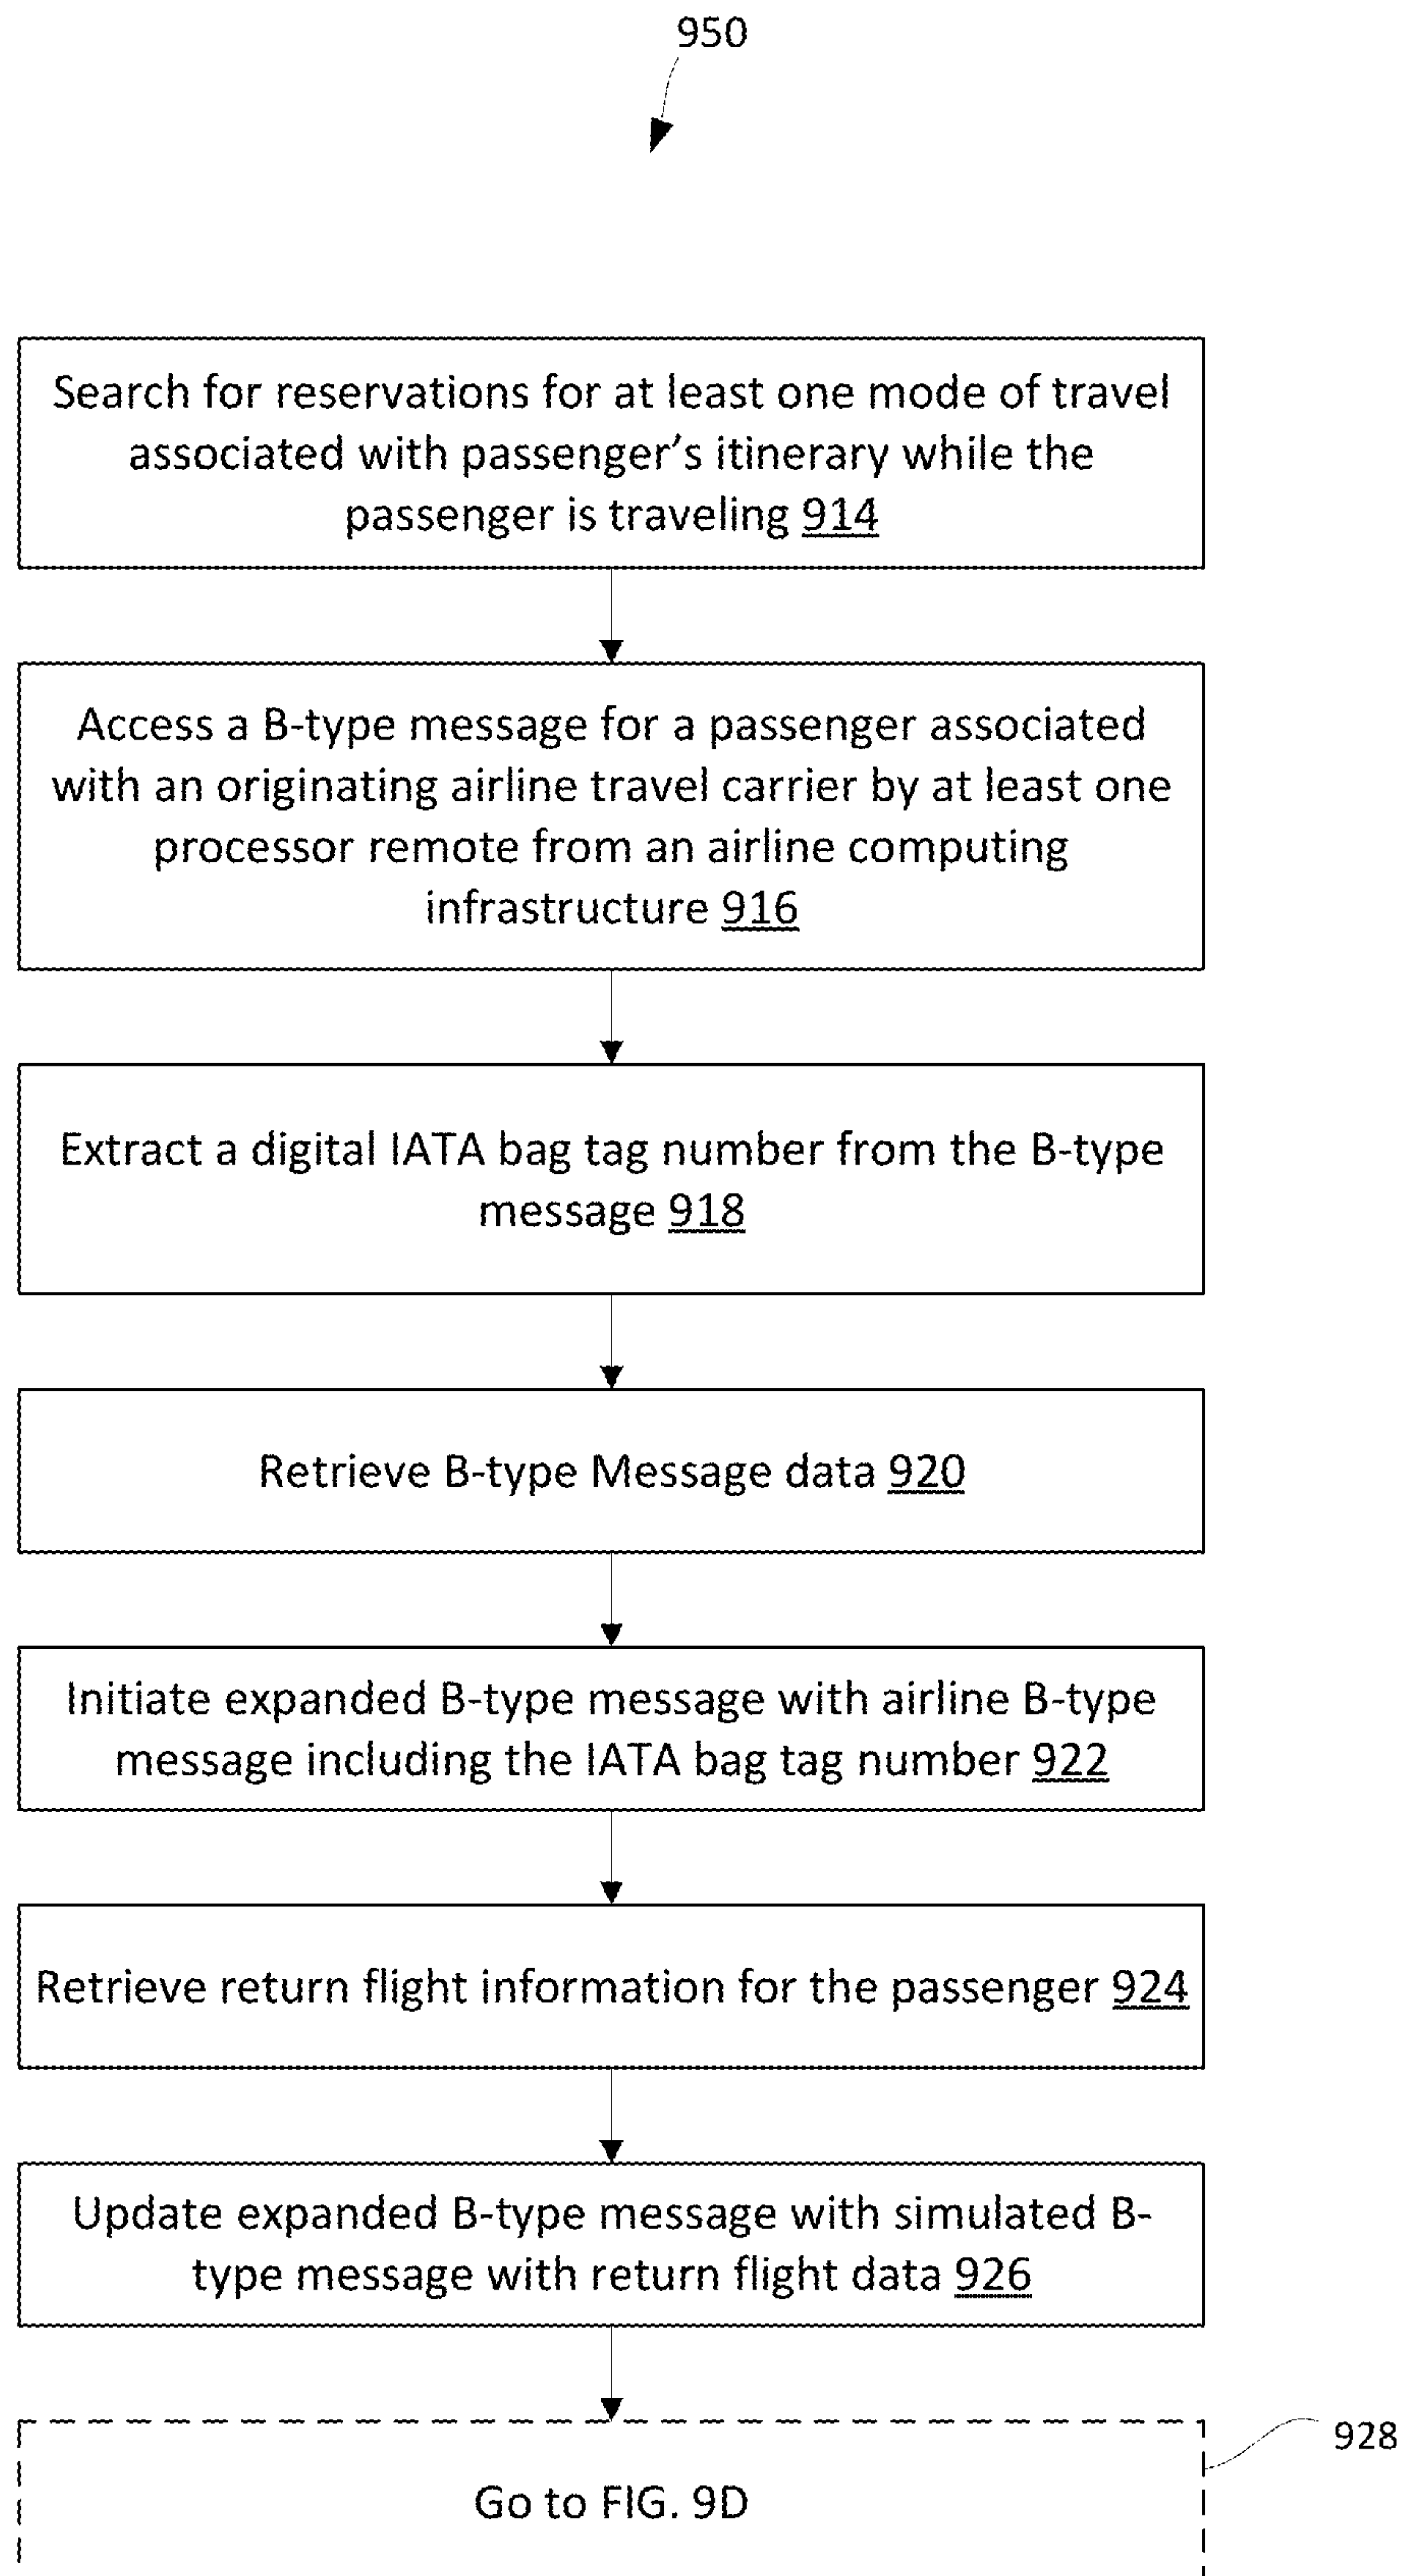 950
Search for reservations for at least one mode of travel
associated with passenger's itinerary while the
passenger is traveling 914
Access a B-type message for a passenger associated
with an originating airline travel carrier by at least one
processor remote from an airline computing
infrastructure 916
Extract a digital IATA bag tag number from the B-type
message 918
Retrieve B-type Message data 920
Initiate expanded B-type message with airline B-type
message including the IATA bag tag number 922
Retrieve return flight information for the passenger 924
Update expanded B-type message with simulated B-
type message with return flight data 926
928
Go to FIG. 9D